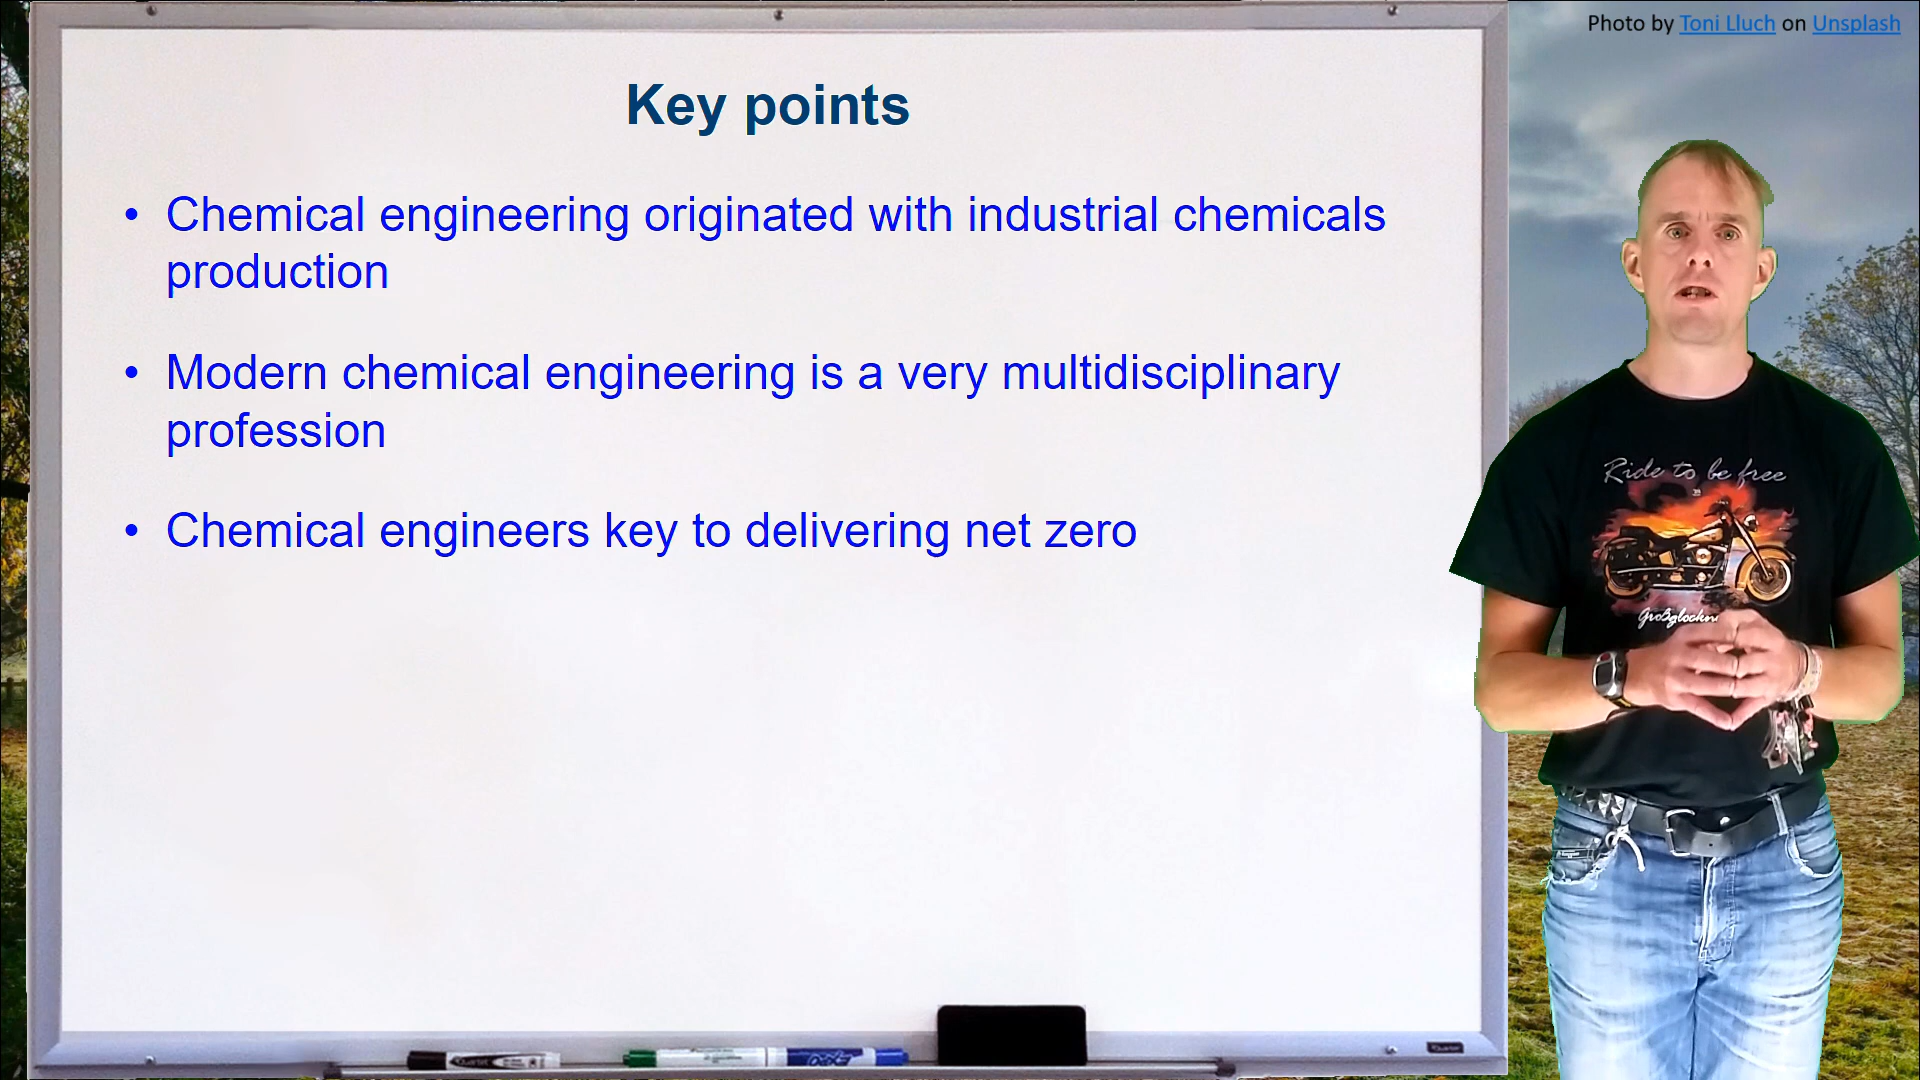 Photo by Toni Lluch on Unsplash
Key points
• Chemical engineering originated with industrial chemicals
production
• Modern chemical engineering is a very multidisciplinary
profession
• Chemical engineers key to delivering net zero
Ride to be free
Quartet